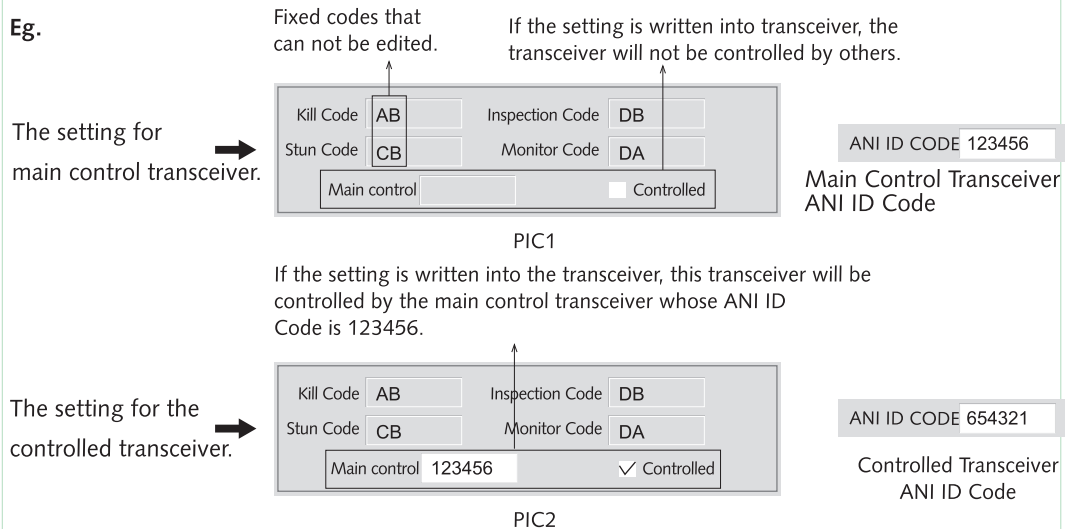 Eg.
Fixed codes that
can not be edited.
If the setting is written into transceiver, the
transceiver will not be controlled by others.
The setting for
main control transceiver.
Kill Code AB Inspection Code DB
Stun Code CB Monitor Code DA
Main control Controlled
ANI ID CODE 123456
Main Control Transceiver
ANI ID Code
PIC1
If the setting is written into the transceiver, this transceiver will be
controlled by the main control transceiver whose ANI ID
Code is 123456.
The setting for the
controlled transceiver.
Kill Code AB Inspection Code DB
Stun Code CB Monitor Code DA
Main control 123456 Controlled
ANI ID CODE 654321
Controlled Transceiver
ANI ID Code
PIC2